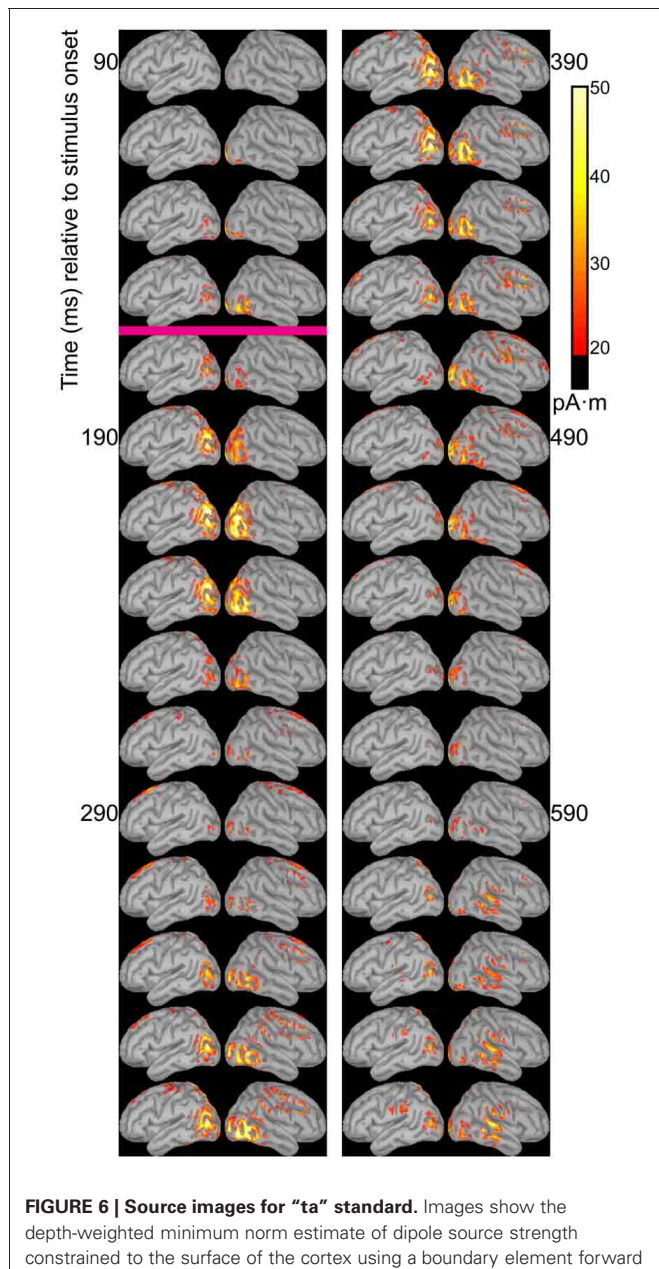 Time (ms) relative to stimulus onset
90
190
290
390
490
590
50
40
30
20
pA·m
FIGURE 6 | Source images for “ta” standard. Images show the
depth-weighted minimum norm estimate of dipole source strength
constrained to the surface of the cortex using a boundary element forward